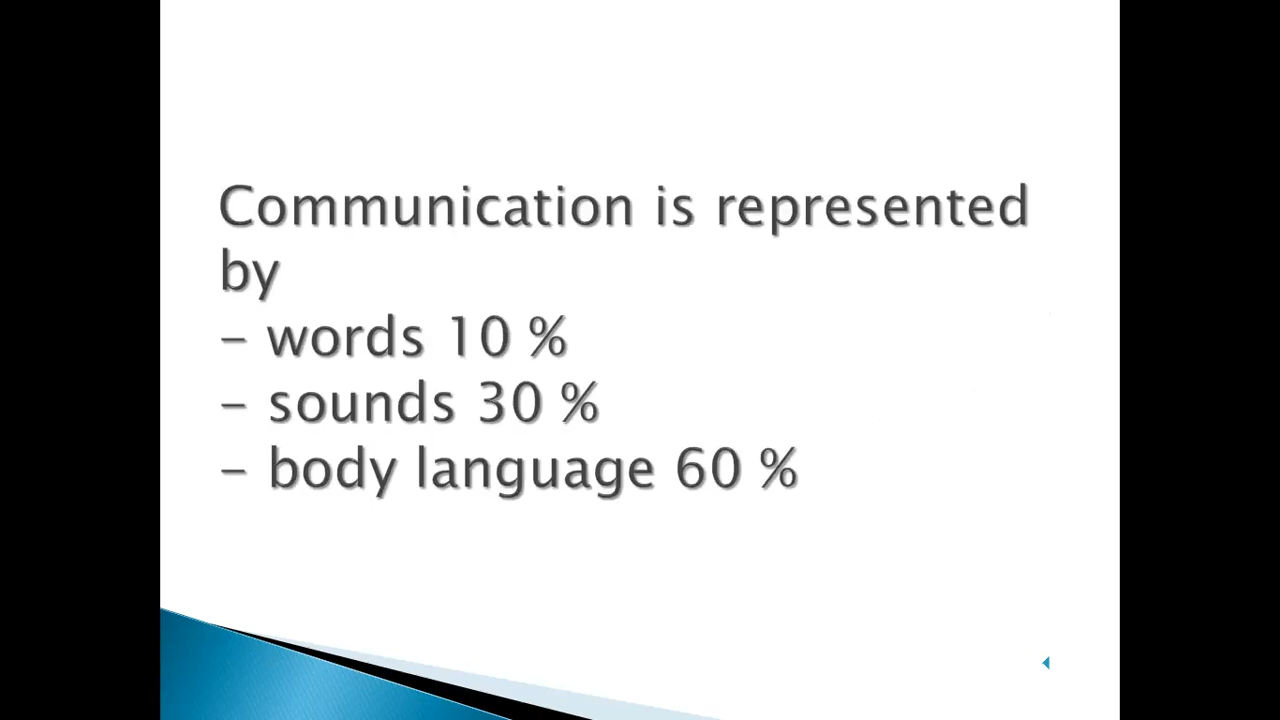 Communication is represented
by
- words 10 %
- sounds 30 %
- body language 60 %